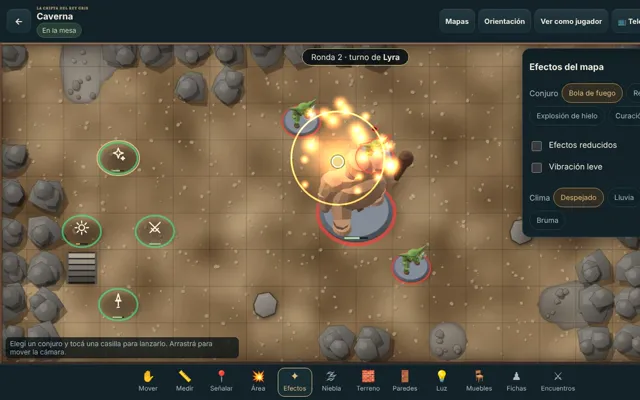 LA CRIPTA DEL REY GRIS
Caverna
En la mesa
Mapas
Orientación
Ver como jugador
Ronda 2 · turno de Lyra
Efectos del mapa
Conjuro
Bola de fuego
Explosión de hielo
Efectos reducidos
Vibración leve
Clima
Despejado
Lluvia
Bruma
Elegí un conjuro y tocá una casilla para lanzarlo. Arrastrá para
mover la cámara.
Mover
Medir
Señalar
Área
Efectos
Niebla
Terreno
Paredes
Luz
Muebles
Fichas
Encuentros